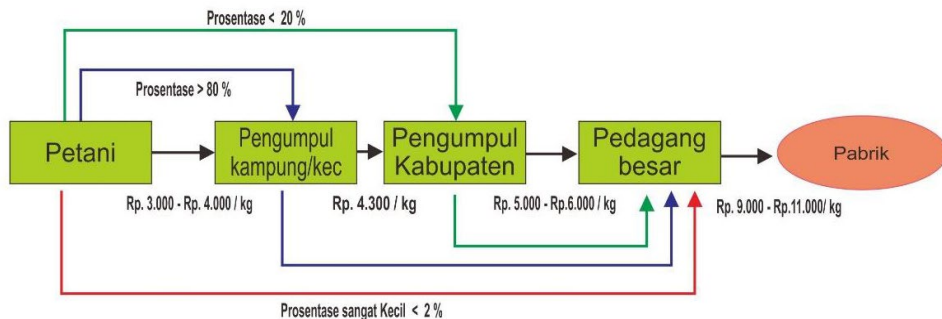 Prosentase < 20 %
Prosentase > 80 %
Petani
Pengumpul
kampung/kec
Pengumpul
Kabupaten
Pedagang
besar
Pabrik
Rp. 3.000 - Rp. 4.000 / kg
Rp. 4.300 / kg
Rp. 5.000 - Rp.6.000 / kg
Rp. 9.000 - Rp.11.000/ kg
Prosentase sangat Kecil < 2 %